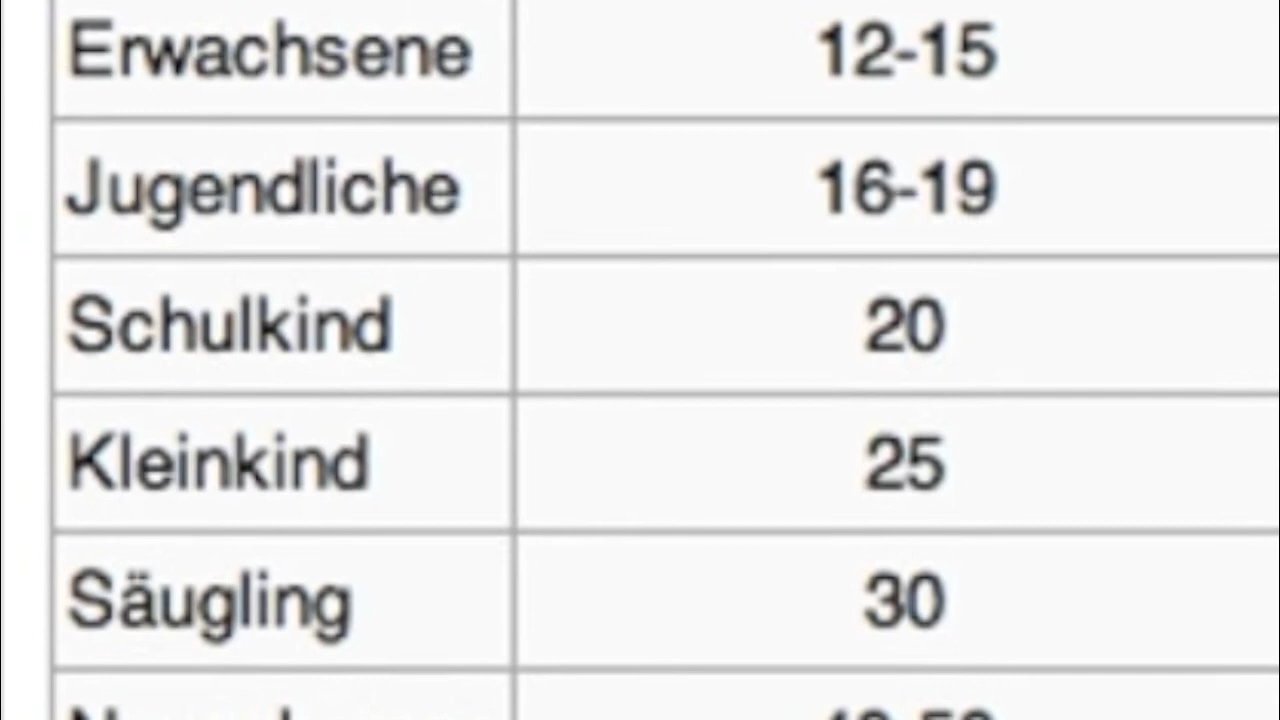 Erwachsene 12-15
Jugendliche 16-19
Schulkind 20
Kleinkind 25
Säugling 30